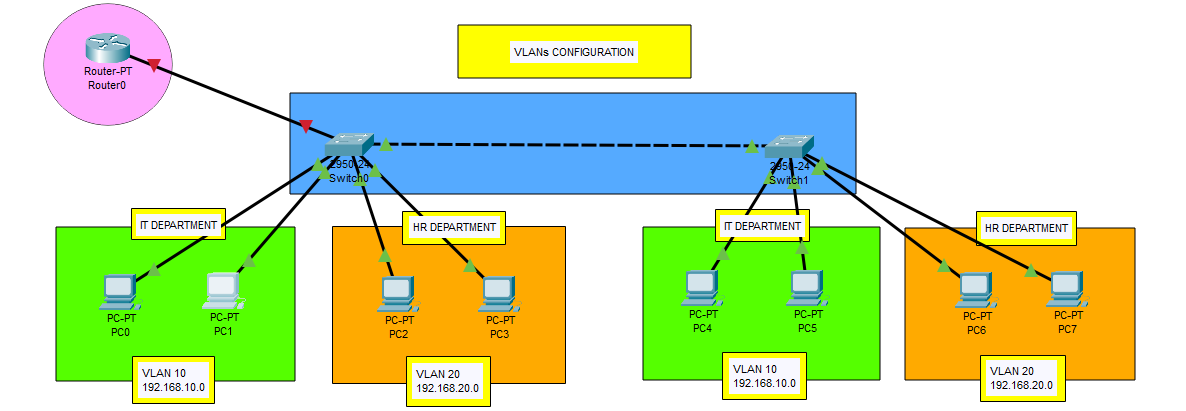 VLANs CONFIGURATION
Router-PT
Router0
2950-24
Switch0
2950-24
Switch1
IT DEPARTMENT
HR DEPARTMENT
IT DEPARTMENT
HR DEPARTMENT
PC-PT
PC0
PC-PT
PC1
PC-PT
PC2
PC-PT
PC3
PC-PT
PC4
PC-PT
PC5
PC-PT
PC6
PC-PT
PC7
VLAN 10
192.168.10.0
VLAN 20
192.168.20.0
VLAN 10
192.168.10.0
VLAN 20
192.168.20.0